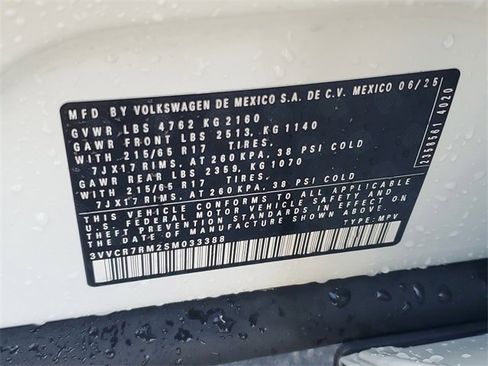 MFD. BY VOLKSWAGEN DE MEXICO S.A. DE C.V. MEXICO 06/25
GVWR LBS 4762 KG 2160
GAWR FRONT LBS 2513, KG 1140
WITH 215/65 R17 TIRES.
7JX17 RIMS. AT 260 KPA, 38 PSI COLD
GAWR REAR LBS 2359, KG 1070
WITH 215/65 R17 TIRES.
7JX17 RIMS, AT 260 KPA, 38 PSI COLD
THIS VEHICLE CONFORMS TO ALL APPLICABLE
U.S. FEDERAL MOTOR VEHICLE SAFETY
STANDARDS IN EFFECT ON THE
DATE OF MANUFACTURE SHOWN ABOVE.
3VVCR7RM2SM033388 TYPE: MPV
2358561 4020